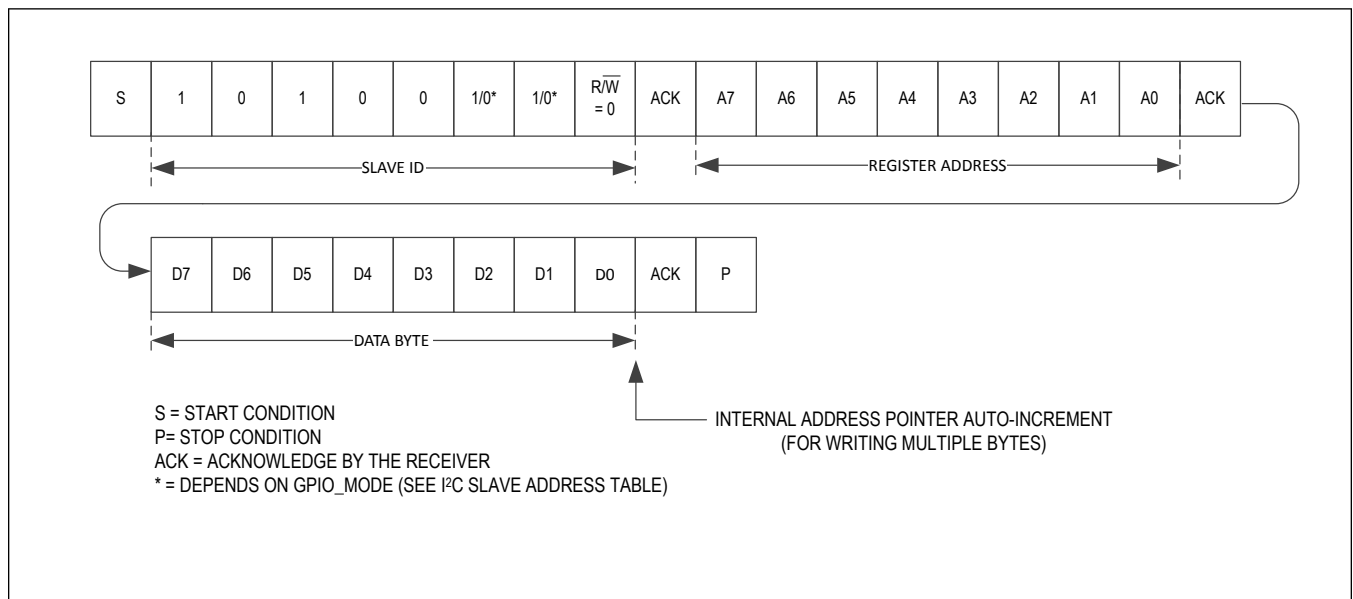 S 1 0 1 0 0 1/0* 1/0* R/W̅ = 0 ACK A7 A6 A5 A4 A3 A2 A1 A0 ACK
SLAVE ID REGISTER ADDRESS
D7 D6 D5 D4 D3 D2 D1 D0 ACK P
DATA BYTE
S = START CONDITION
P= STOP CONDITION
ACK = ACKNOWLEDGE BY THE RECEIVER
* = DEPENDS ON GPIO_MODE (SEE I²C SLAVE ADDRESS TABLE)
INTERNAL ADDRESS POINTER AUTO-INCREMENT
(FOR WRITING MULTIPLE BYTES)